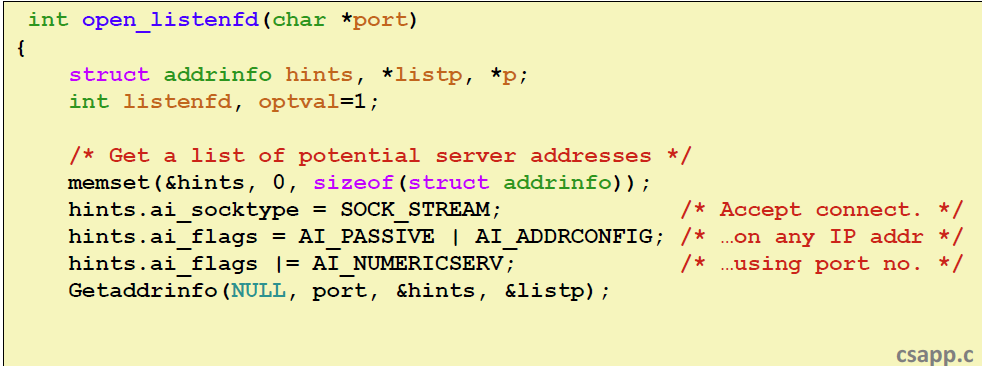 int open_listenfd(char *port)
{
    struct addrinfo hints, *listp, *p;
    int listenfd, optval=1;

    /* Get a list of potential server addresses */
    memset(&hints, 0, sizeof(struct addrinfo));
    hints.ai_socktype = SOCK_STREAM;             /* Accept connect. */
    hints.ai_flags = AI_PASSIVE | AI_ADDRCONFIG; /* …on any IP addr */
    hints.ai_flags |= AI_NUMERICSERV;            /* …using port no. */
    Getaddrinfo(NULL, port, &hints, &listp);
csapp.c